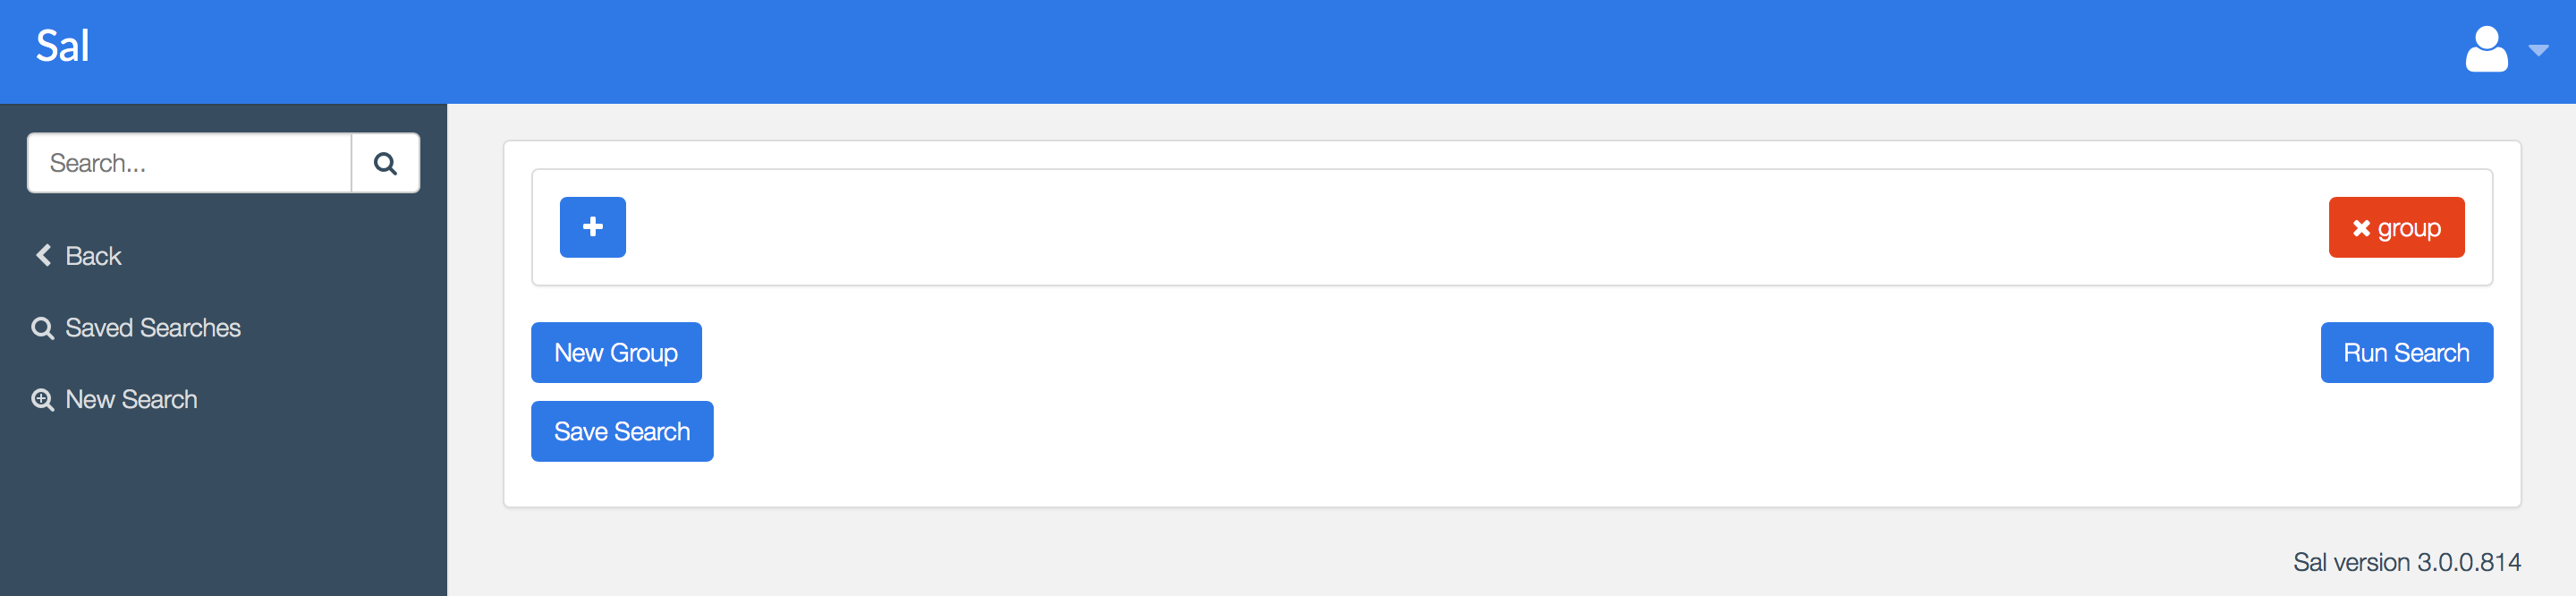 Sal
Search...
Back
Saved Searches
New Search
group
New Group
Run Search
Save Search
Sal version 3.0.0.814